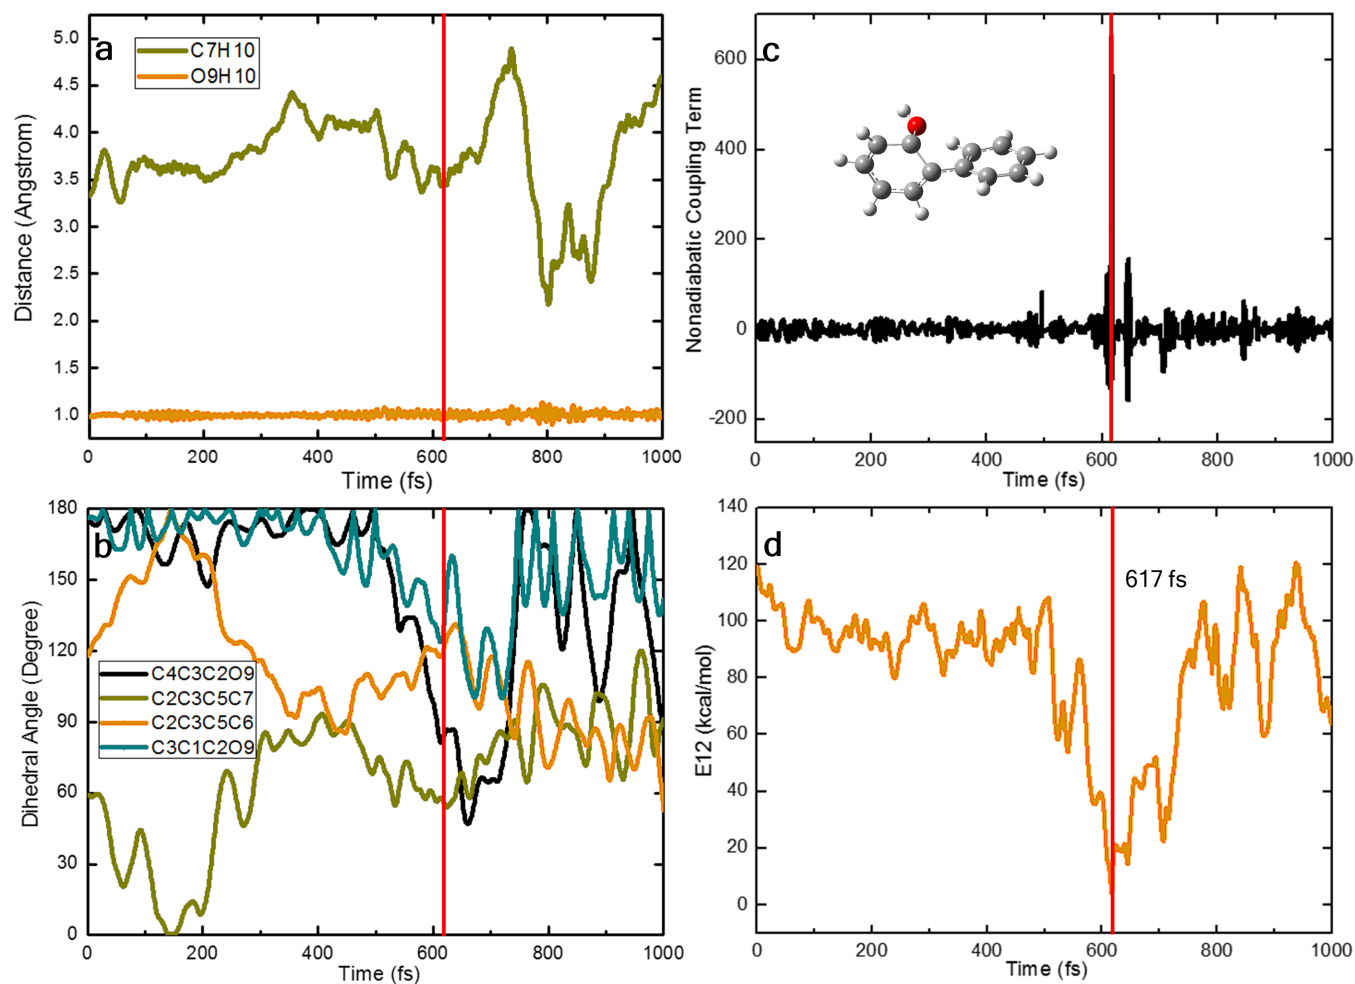 a
C7H10
O9H10
5.0
4.5
4.0
3.5
3.0
2.5
2.0
1.5
1.0
Distance (Angstrom)
0 200 400 600 800 1000
Time (fs)
c
600
400
200
0
-200
Nonadiabatic Coupling Term
0 200 400 600 800 1000
Time (fs)
b
180
150
120
90
60
30
0
Dihedral Angle (Degree)
C4C3C2O9
C2C3C5C7
C2C3C5C6
C3C1C2O9
0 200 400 600 800 1000
Time (fs)
d
140
120
100
80
60
40
20
0
E12 (kcal/mol)
617 fs
0 200 400 600 800 1000
Time (fs)